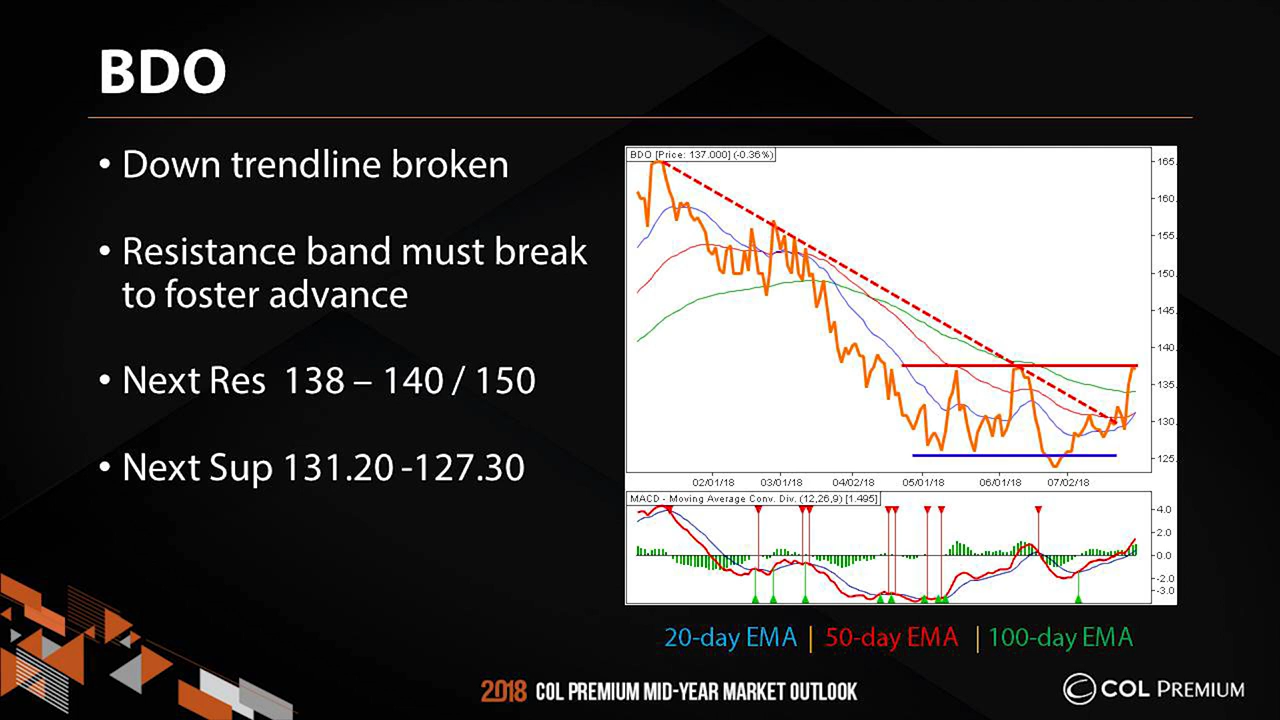 BDO
• Down trendline broken
• Resistance band must break
to foster advance
• Next Res 138 – 140 / 150
• Next Sup 131.20 -127.30
BDO [Price: 137.000] (-0.36%)
165.
160.
155.
150.
145.
140.
135.
130.
125.
02/01/18 03/01/18 04/02/18 05/01/18 06/01/18 07/02/18
MACD - Moving Average Conv. Div. (12,26,9) [1.495]
4.0
2.0
0.0
-2.0
-3.0
20-day EMA | 50-day EMA | 100-day EMA
2018 COL PREMIUM MID-YEAR MARKET OUTLOOK
COL PREMIUM